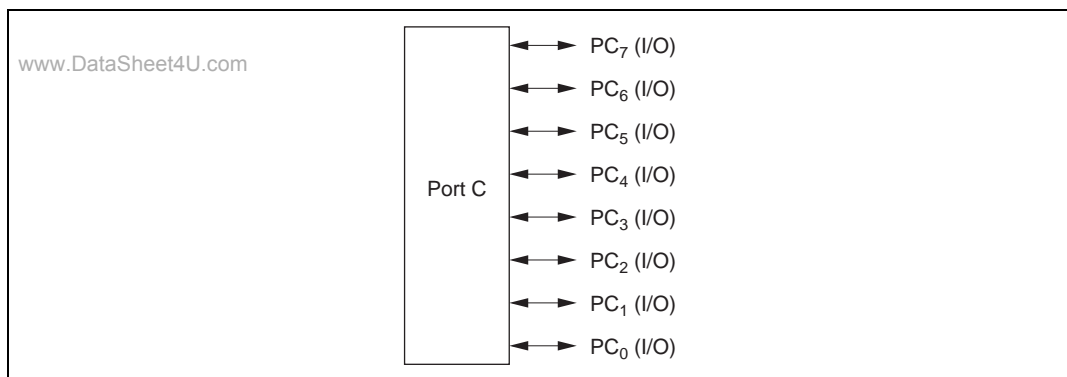 www.DataSheet4U.com
Port C
PC7 (I/O)
PC6 (I/O)
PC5 (I/O)
PC4 (I/O)
PC3 (I/O)
PC2 (I/O)
PC1 (I/O)
PC0 (I/O)